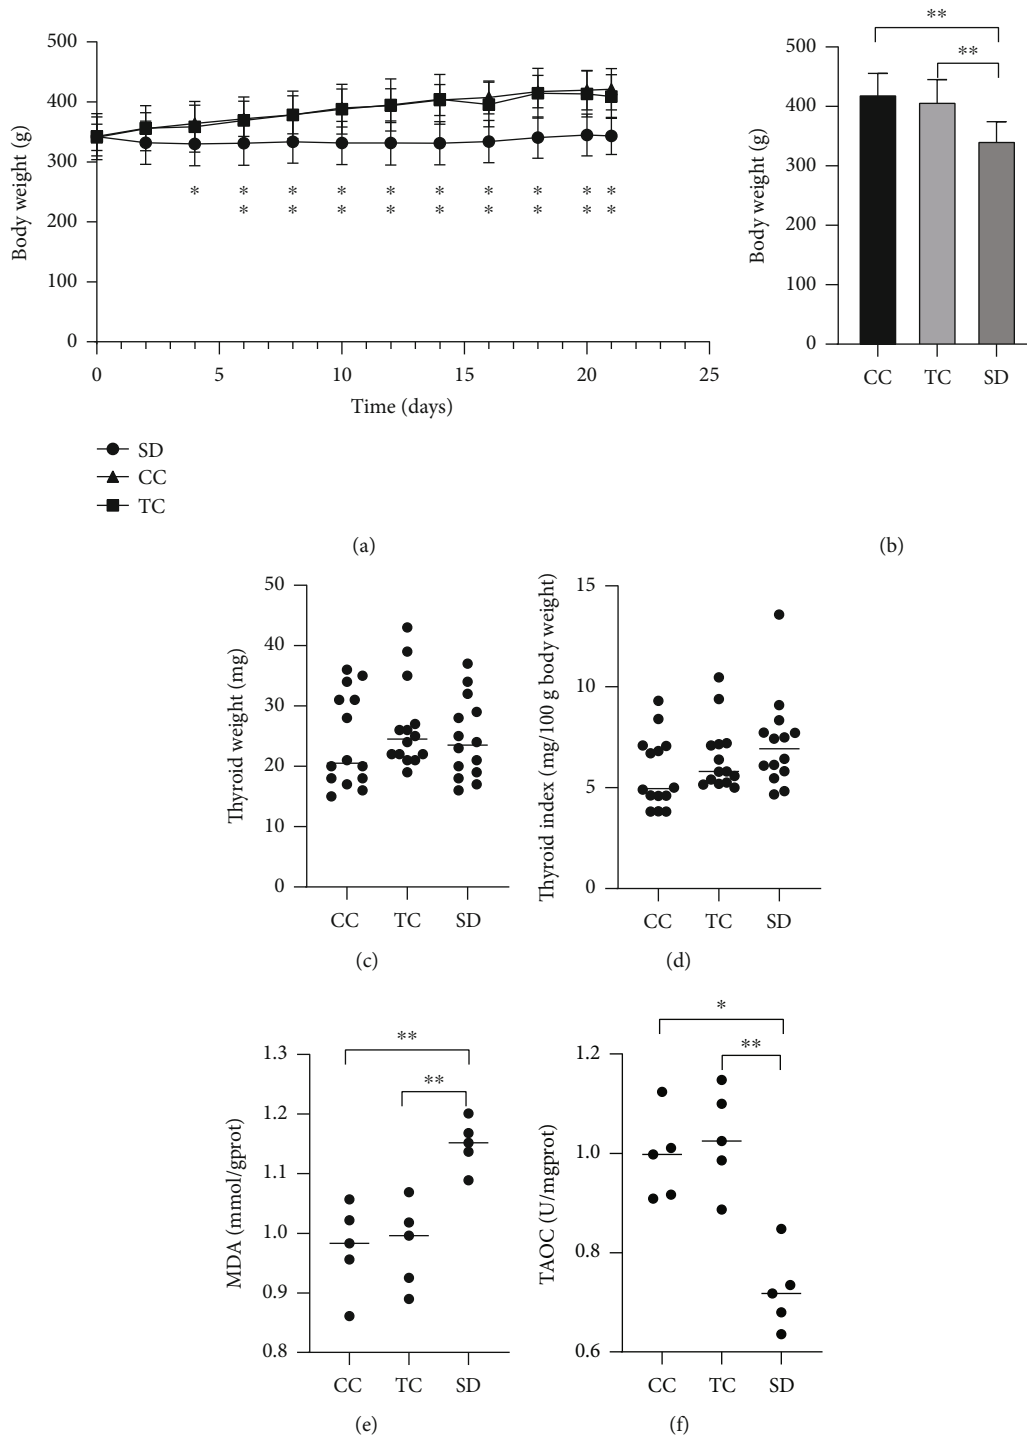 500
400
300
200
100
0
Body weight (g)
* * * * * * * * * *
* * * * * * * * *
0 5 10 15 20 25
Time (days)
SD
CC
TC
(a)
**
**
500
400
300
200
100
0
Body weight (g)
CC TC SD
(b)
50
40
30
20
10
0
Thyroid weight (mg)
CC TC SD
(c)
15
10
5
0
Thyroid index (mg/100 g body weight)
CC TC SD
(d)
**
**
1.3
1.2
1.1
1.0
0.9
0.8
MDA (mmol/gprot)
CC TC SD
(e)
*
**
1.2
1.0
0.8
0.6
TAOC (U/mgprot)
CC TC SD
(f)